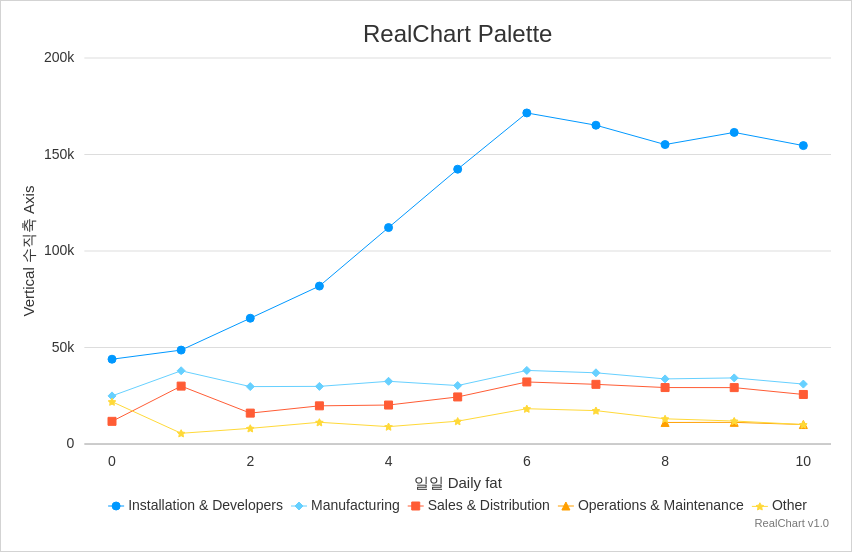 RealChart Palette
200k
150k
100k
50k
0
Vertical 수직축 Axis
0 2 4 6 8 10
일일 Daily fat
Installation & Developers Manufacturing Sales & Distribution Operations & Maintenance Other
RealChart v1.0